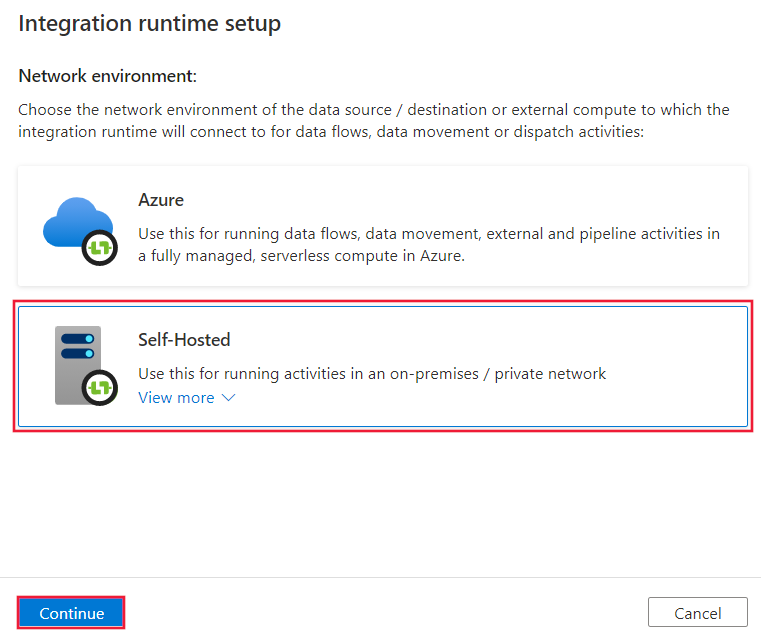 Integration runtime setup
Network environment:
Choose the network environment of the data source / destination or external compute to which the
integration runtime will connect to for data flows, data movement or dispatch activities:
Azure
Use this for running data flows, data movement, external and pipeline activities in
a fully managed, serverless compute in Azure.
Self-Hosted
Use this for running activities in an on-premises / private network
View more
Continue
Cancel